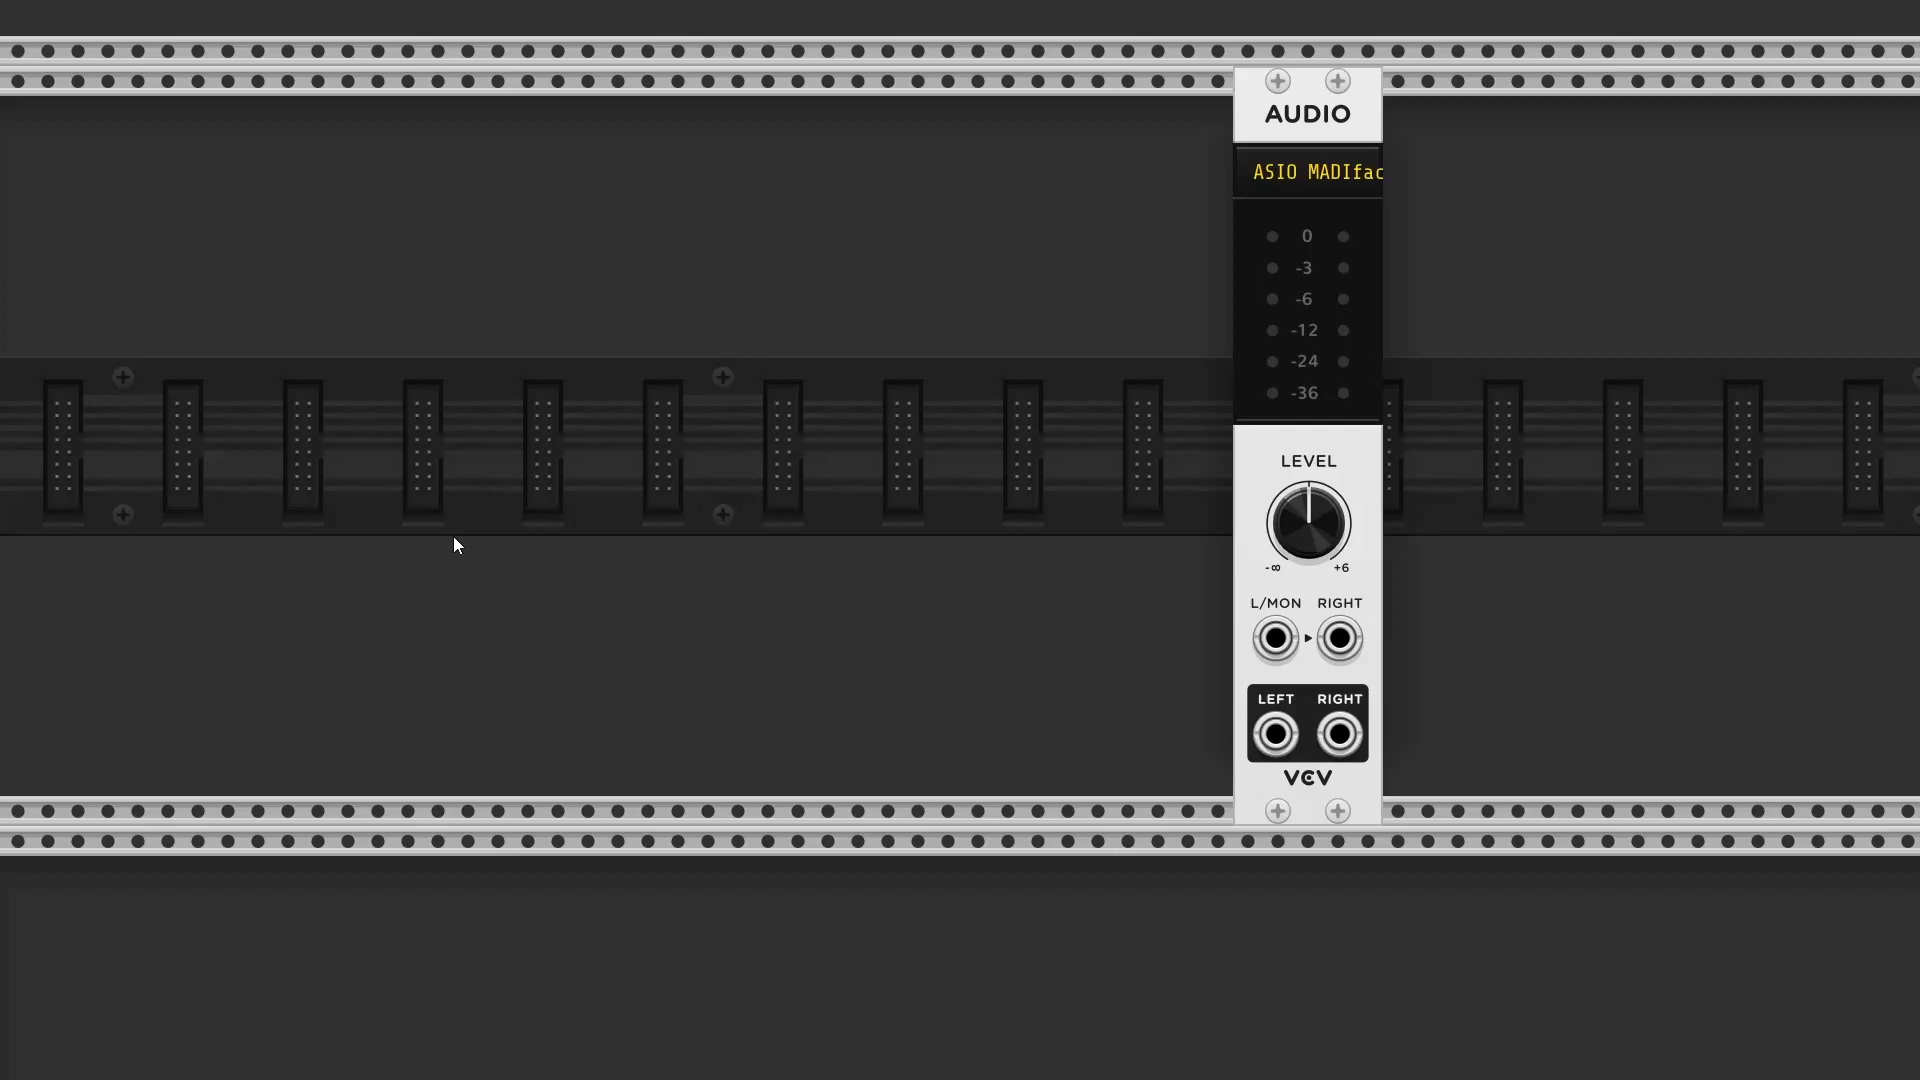 AUDIO
ASIO MADIfac
0
-3
-6
-12
-24
-36
LEVEL
-∞ +6
L/MON RIGHT
LEFT RIGHT
VCV